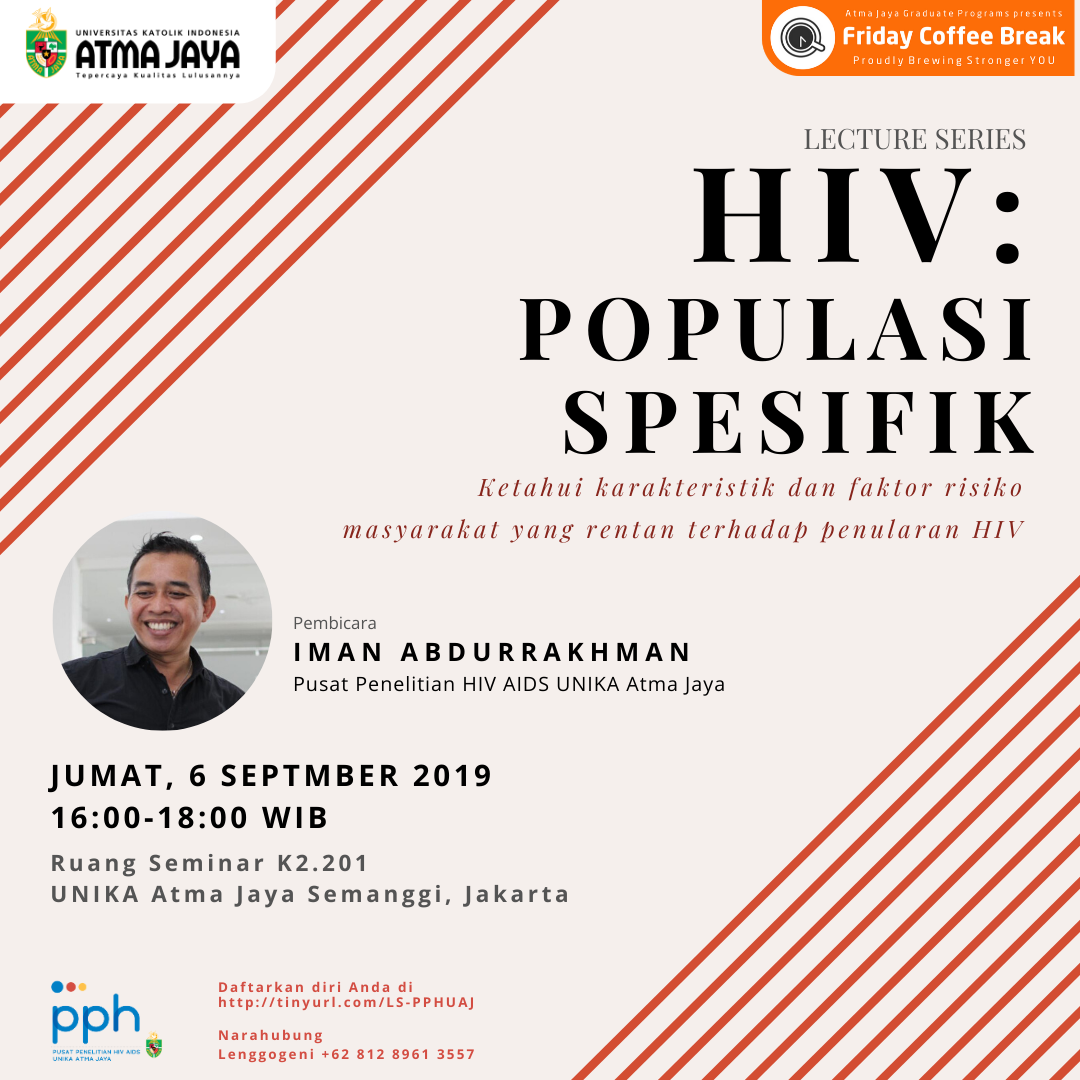 UNIVERSITAS KATOLIK INDONESIA
ATMA JAYA
Tepercaya Kualitas Lulusannya
Atma Jaya Graduate Programs presents
Friday Coffee Break
Proudly Brewing Stronger YOU
LECTURE SERIES
HIV:
POPULASI
SPESIFIK
Ketahui karakteristik dan faktor risiko
masyarakat yang rentan terhadap penularan HIV
Pembicara
IMAN ABDURRAKHMAN
Pusat Penelitian HIV AIDS UNIKA Atma Jaya
JUMAT, 6 SEPTMBER 2019
16:00-18:00 WIB
Ruang Seminar K2.201
UNIKA Atma Jaya Semanggi, Jakarta
pph
PUSAT PENELITIAN HIV AIDS
UNIKA ATMA JAYA
Daftarkan diri Anda di
http://tinyurl.com/LS-PPHUAJ
Narahubung
Lenggogeni +62 812 8961 3557